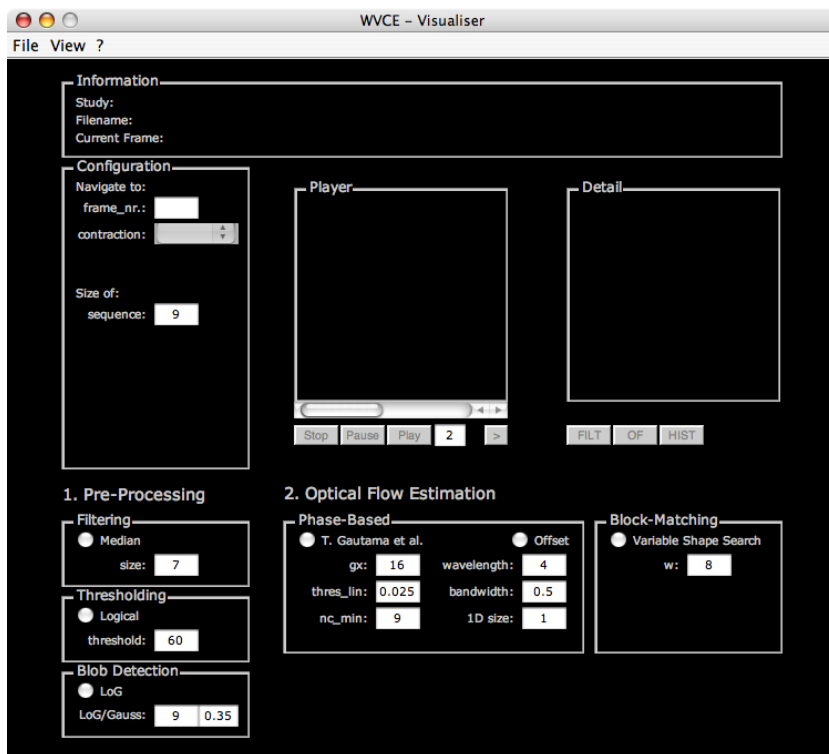 WVCE – Visualiser
File View ?
Information
Study:
Filename:
Current Frame:
Configuration
Navigate to:
frame_nr.:
contraction:
Size of:
sequence: 9
Player
Stop Pause Play 2 >
Detail
FILT OF HIST
1. Pre-Processing
Filtering
Median
size: 7
Thresholding
Logical
threshold: 60
Blob Detection
LoG
LoG/Gauss: 9 0.35
2. Optical Flow Estimation
Phase-Based
T. Gautama et al. Offset
gx: 16 wavelength: 4
thres_lin: 0.025 bandwidth: 0.5
nc_min: 9 1D size: 1
Block-Matching
Variable Shape Search
w: 8